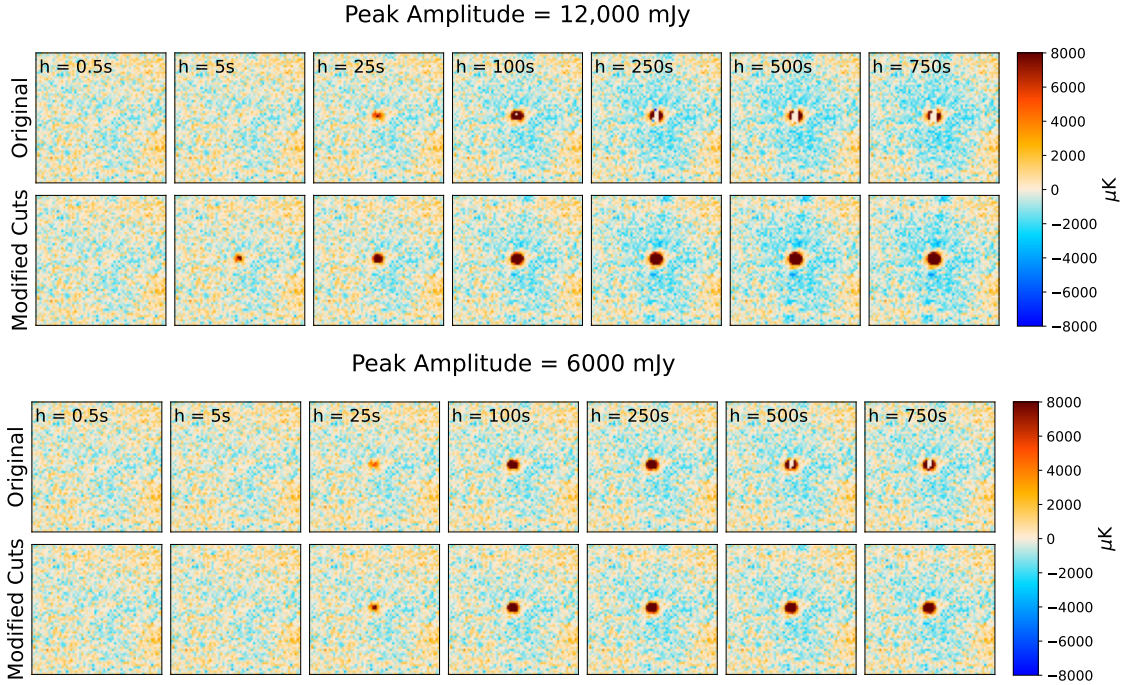 Peak Amplitude = 12,000 mJy
Original
h = 0.5s
h = 5s
h = 25s
h = 100s
h = 250s
h = 500s
h = 750s
Modified Cuts
8000
6000
4000
2000
0
−2000
−4000
−6000
−8000
μK
Peak Amplitude = 6000 mJy
Original
h = 0.5s
h = 5s
h = 25s
h = 100s
h = 250s
h = 500s
h = 750s
Modified Cuts
8000
6000
4000
2000
0
−2000
−4000
−6000
−8000
μK